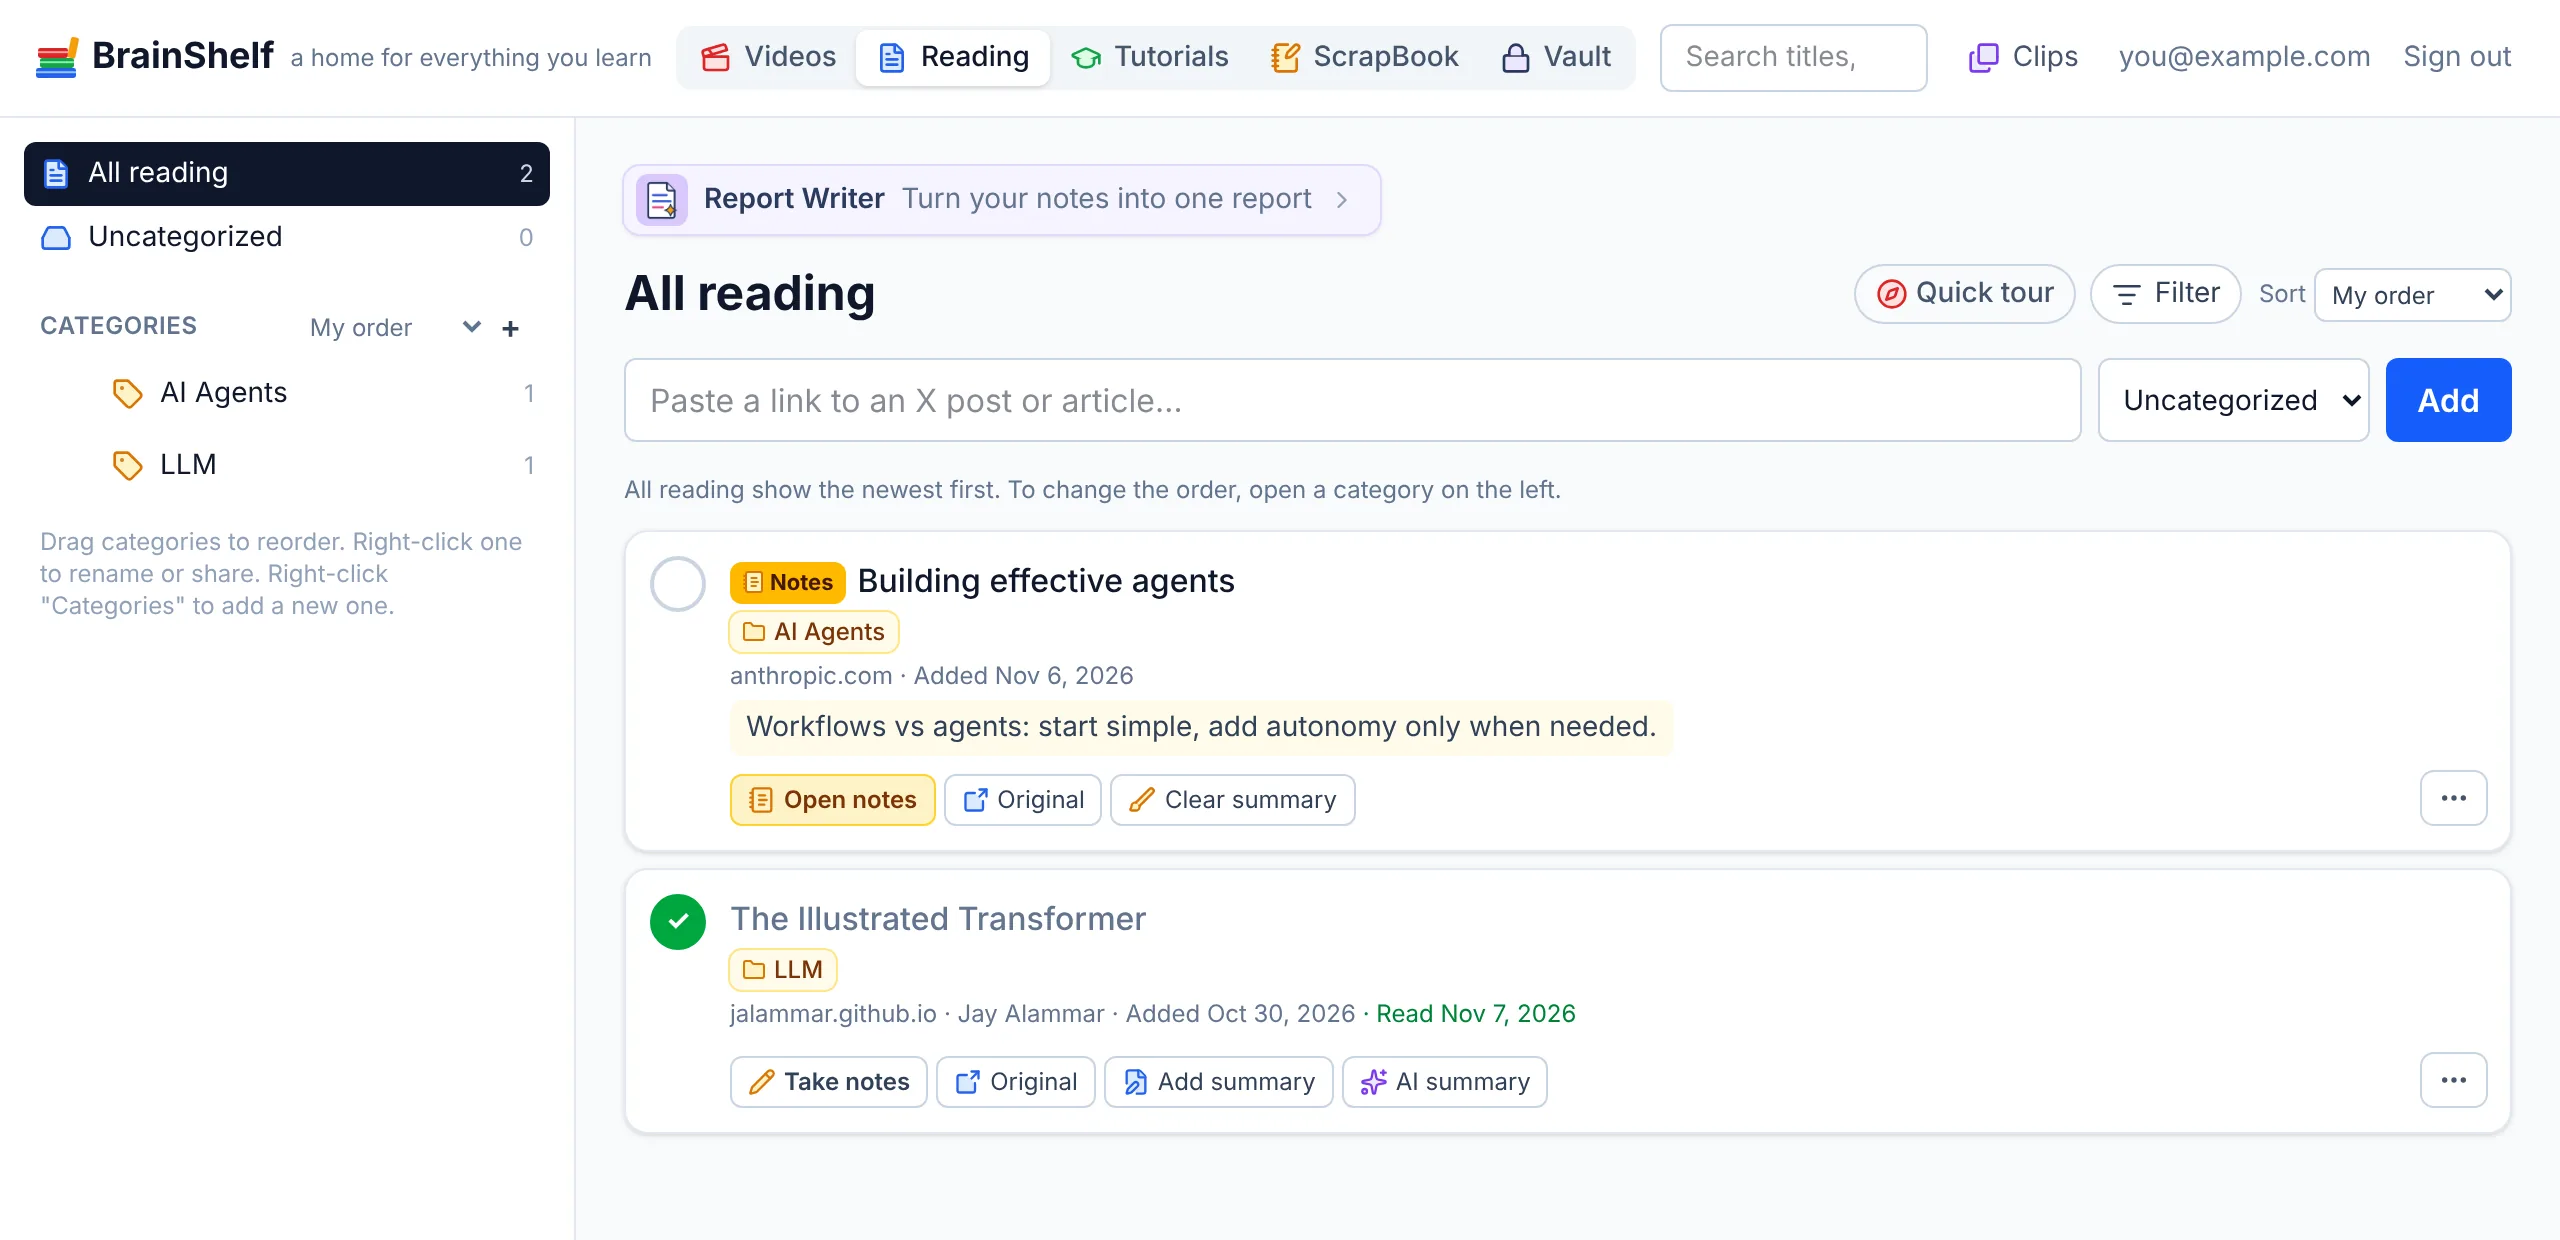 BrainShelf a home for everything you learn Videos Reading Tutorials ScrapBook Vault Search titles, Clips you@example.com Sign out
All reading 2
Uncategorized 0
CATEGORIES My order +
AI Agents 1
LLM 1
Drag categories to reorder. Right-click one
to rename or share. Right-click
"Categories" to add a new one.
Report Writer Turn your notes into one report
All reading Quick tour Filter Sort My order
Paste a link to an X post or article... Uncategorized Add
All reading show the newest first. To change the order, open a category on the left.
Notes Building effective agents
AI Agents
anthropic.com · Added Nov 6, 2026
Workflows vs agents: start simple, add autonomy only when needed.
Open notes Original Clear summary
The Illustrated Transformer
LLM
jalammar.github.io · Jay Alammar · Added Oct 30, 2026 · Read Nov 7, 2026
Take notes Original Add summary AI summary